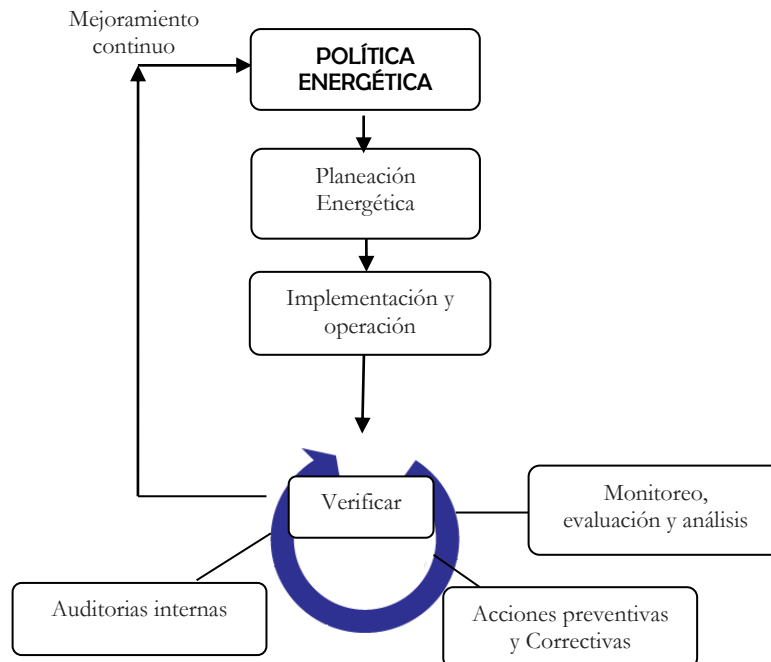 Mejoramiento
continuo
POLÍTICA
ENERGÉTICA
Planeación
Energética
Implementación y
operación
Verificar
Monitoreo,
evaluación y análisis
Auditorias internas
Acciones preventivas
y Correctivas